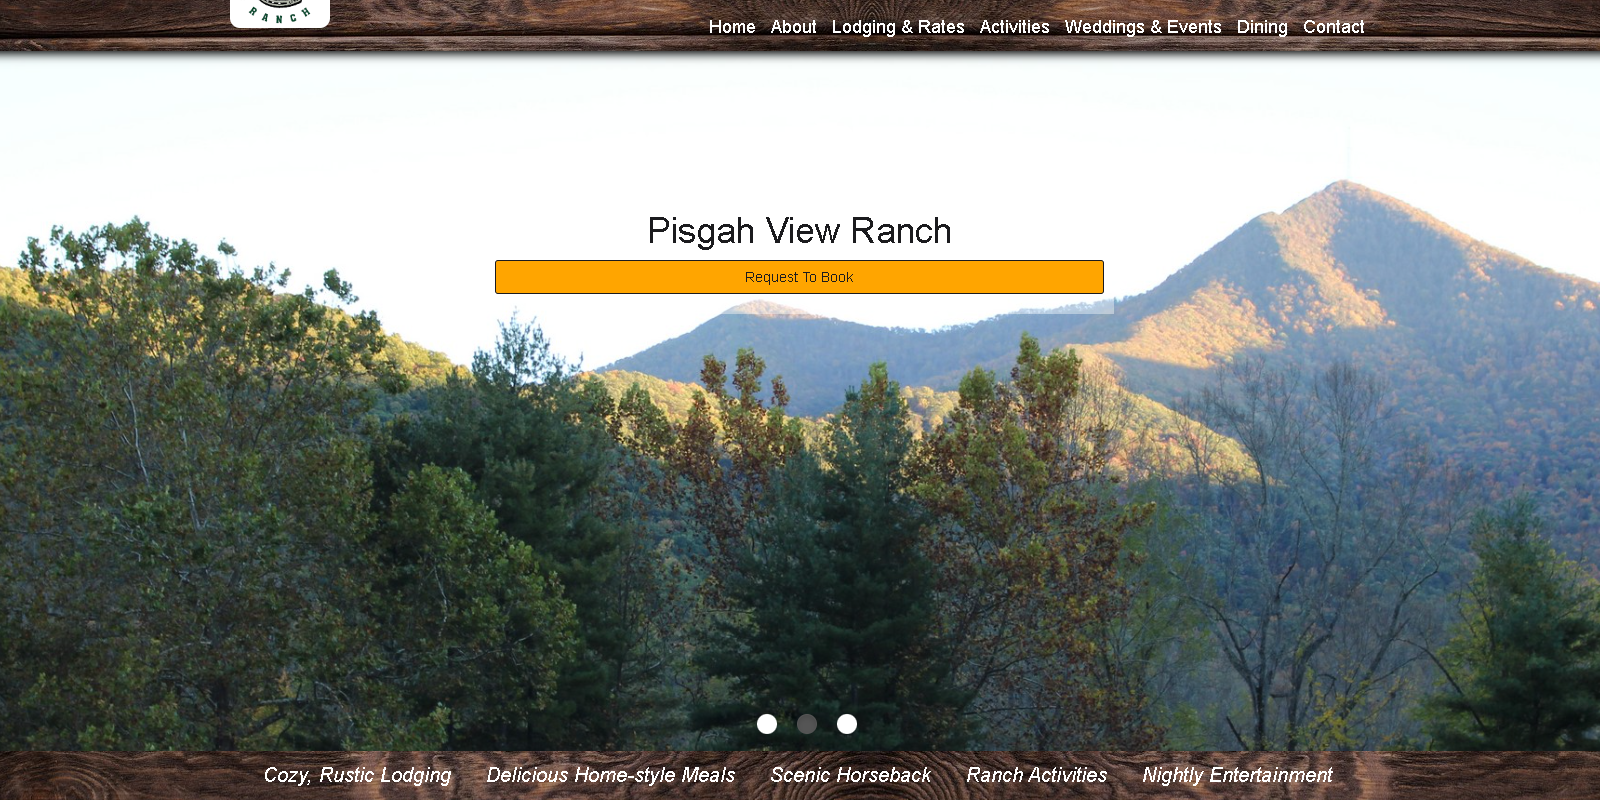 RANCH
Home About Lodging & Rates Activities Weddings & Events Dining Contact
Pisgah View Ranch
Request To Book
Cozy, Rustic Lodging Delicious Home-style Meals Scenic Horseback Ranch Activities Nightly Entertainment